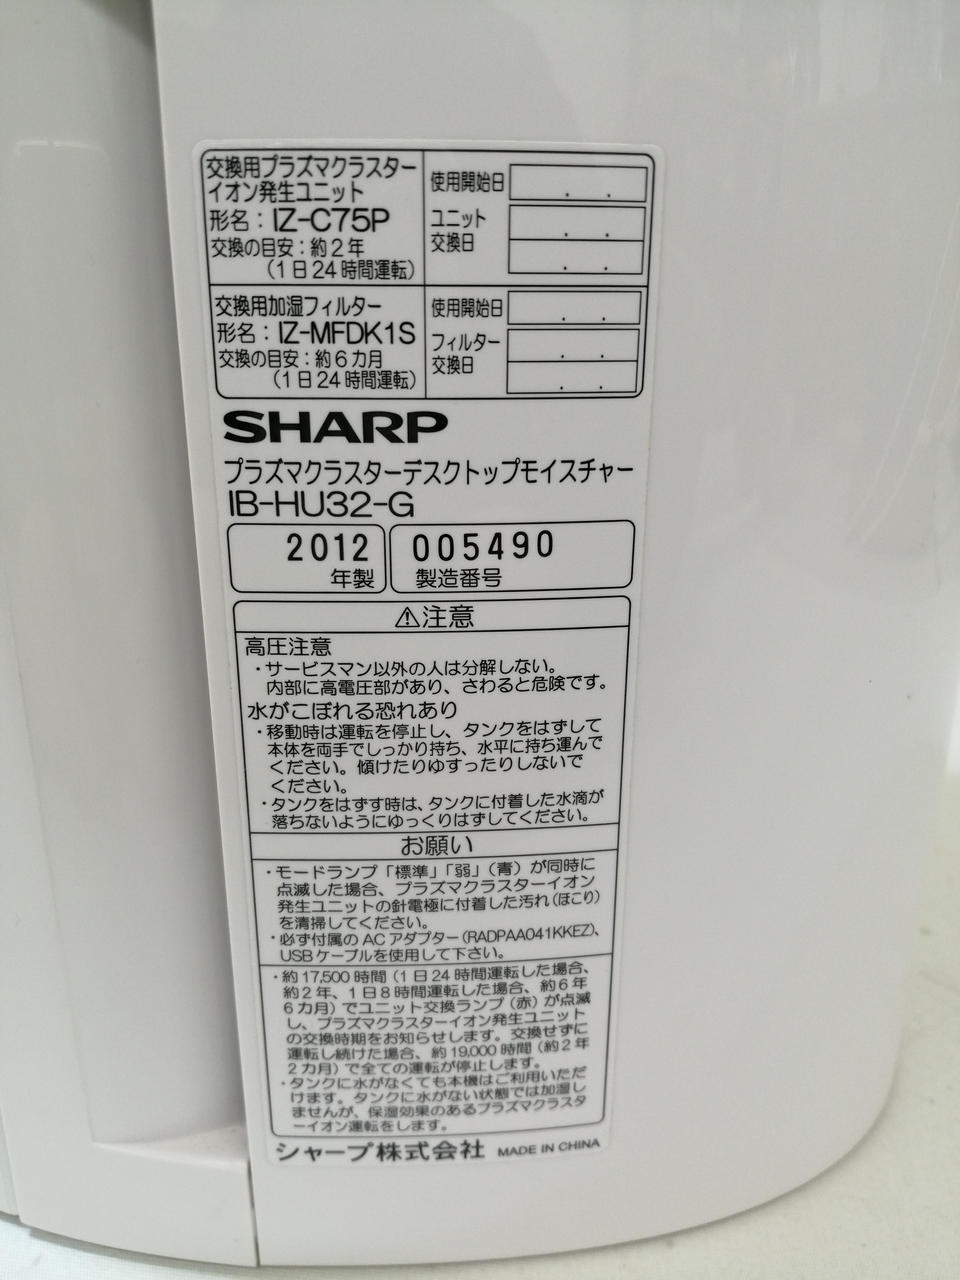 交換用プラズマクラスター
イオン発生ユニット
形名：IZ-C75P
交換の目安：約2年
（1日24時間運転）
使用開始日 . .
ユニット
交換日 . .
. .
交換用加湿フィルター
形名：IZ-MFDK1S
交換の目安：約6カ月
（1日24時間運転）
使用開始日 . .
フィルター
交換日 . .
. .
SHARP
プラズマクラスターデスクトップモイスチャー
IB-HU32-G
2012
年製
005490
製造番号
⚠注意
高圧注意
・サービスマン以外の人は分解しない。
内部に高電圧部があり、さわると危険です。
水がこぼれる恐れあり
・移動時は運転を停止し、タンクをはずして
本体を両手でしっかり持ち、水平に持ち運んで
ください。傾けたりゆすったりしないで
ください。
・タンクをはずす時は、タンクに付着した水滴が
落ちないようにゆっくりはずしてください。
お願い
・モードランプ「標準」「弱」（青）が同時に
点滅した場合、プラズマクラスターイオン
発生ユニットの針電極に付着した汚れ（ほこり）
を清掃してください。
・必ず付属のACアダプター（RADPAA041KKEZ）、
USBケーブルを使用して下さい。
・約17,500時間（1日24時間運転した場合、
約2年、1日8時間運転した場合、約6年
6カ月）でユニット交換ランプ（赤）が点滅
し、プラズマクラスターイオン発生ユニット
の交換時期をお知らせします。交換せずに
運転し続けた場合、約19,000時間（約2年
2カ月）で全ての運転が停止します。
・タンクに水がなくても本機はご利用いただ
けます。タンクに水がない状態では加湿し
ませんが、保湿効果のあるプラズマクラスタ
ーイオン運転をします。
シャープ株式会社 MADE IN CHINA